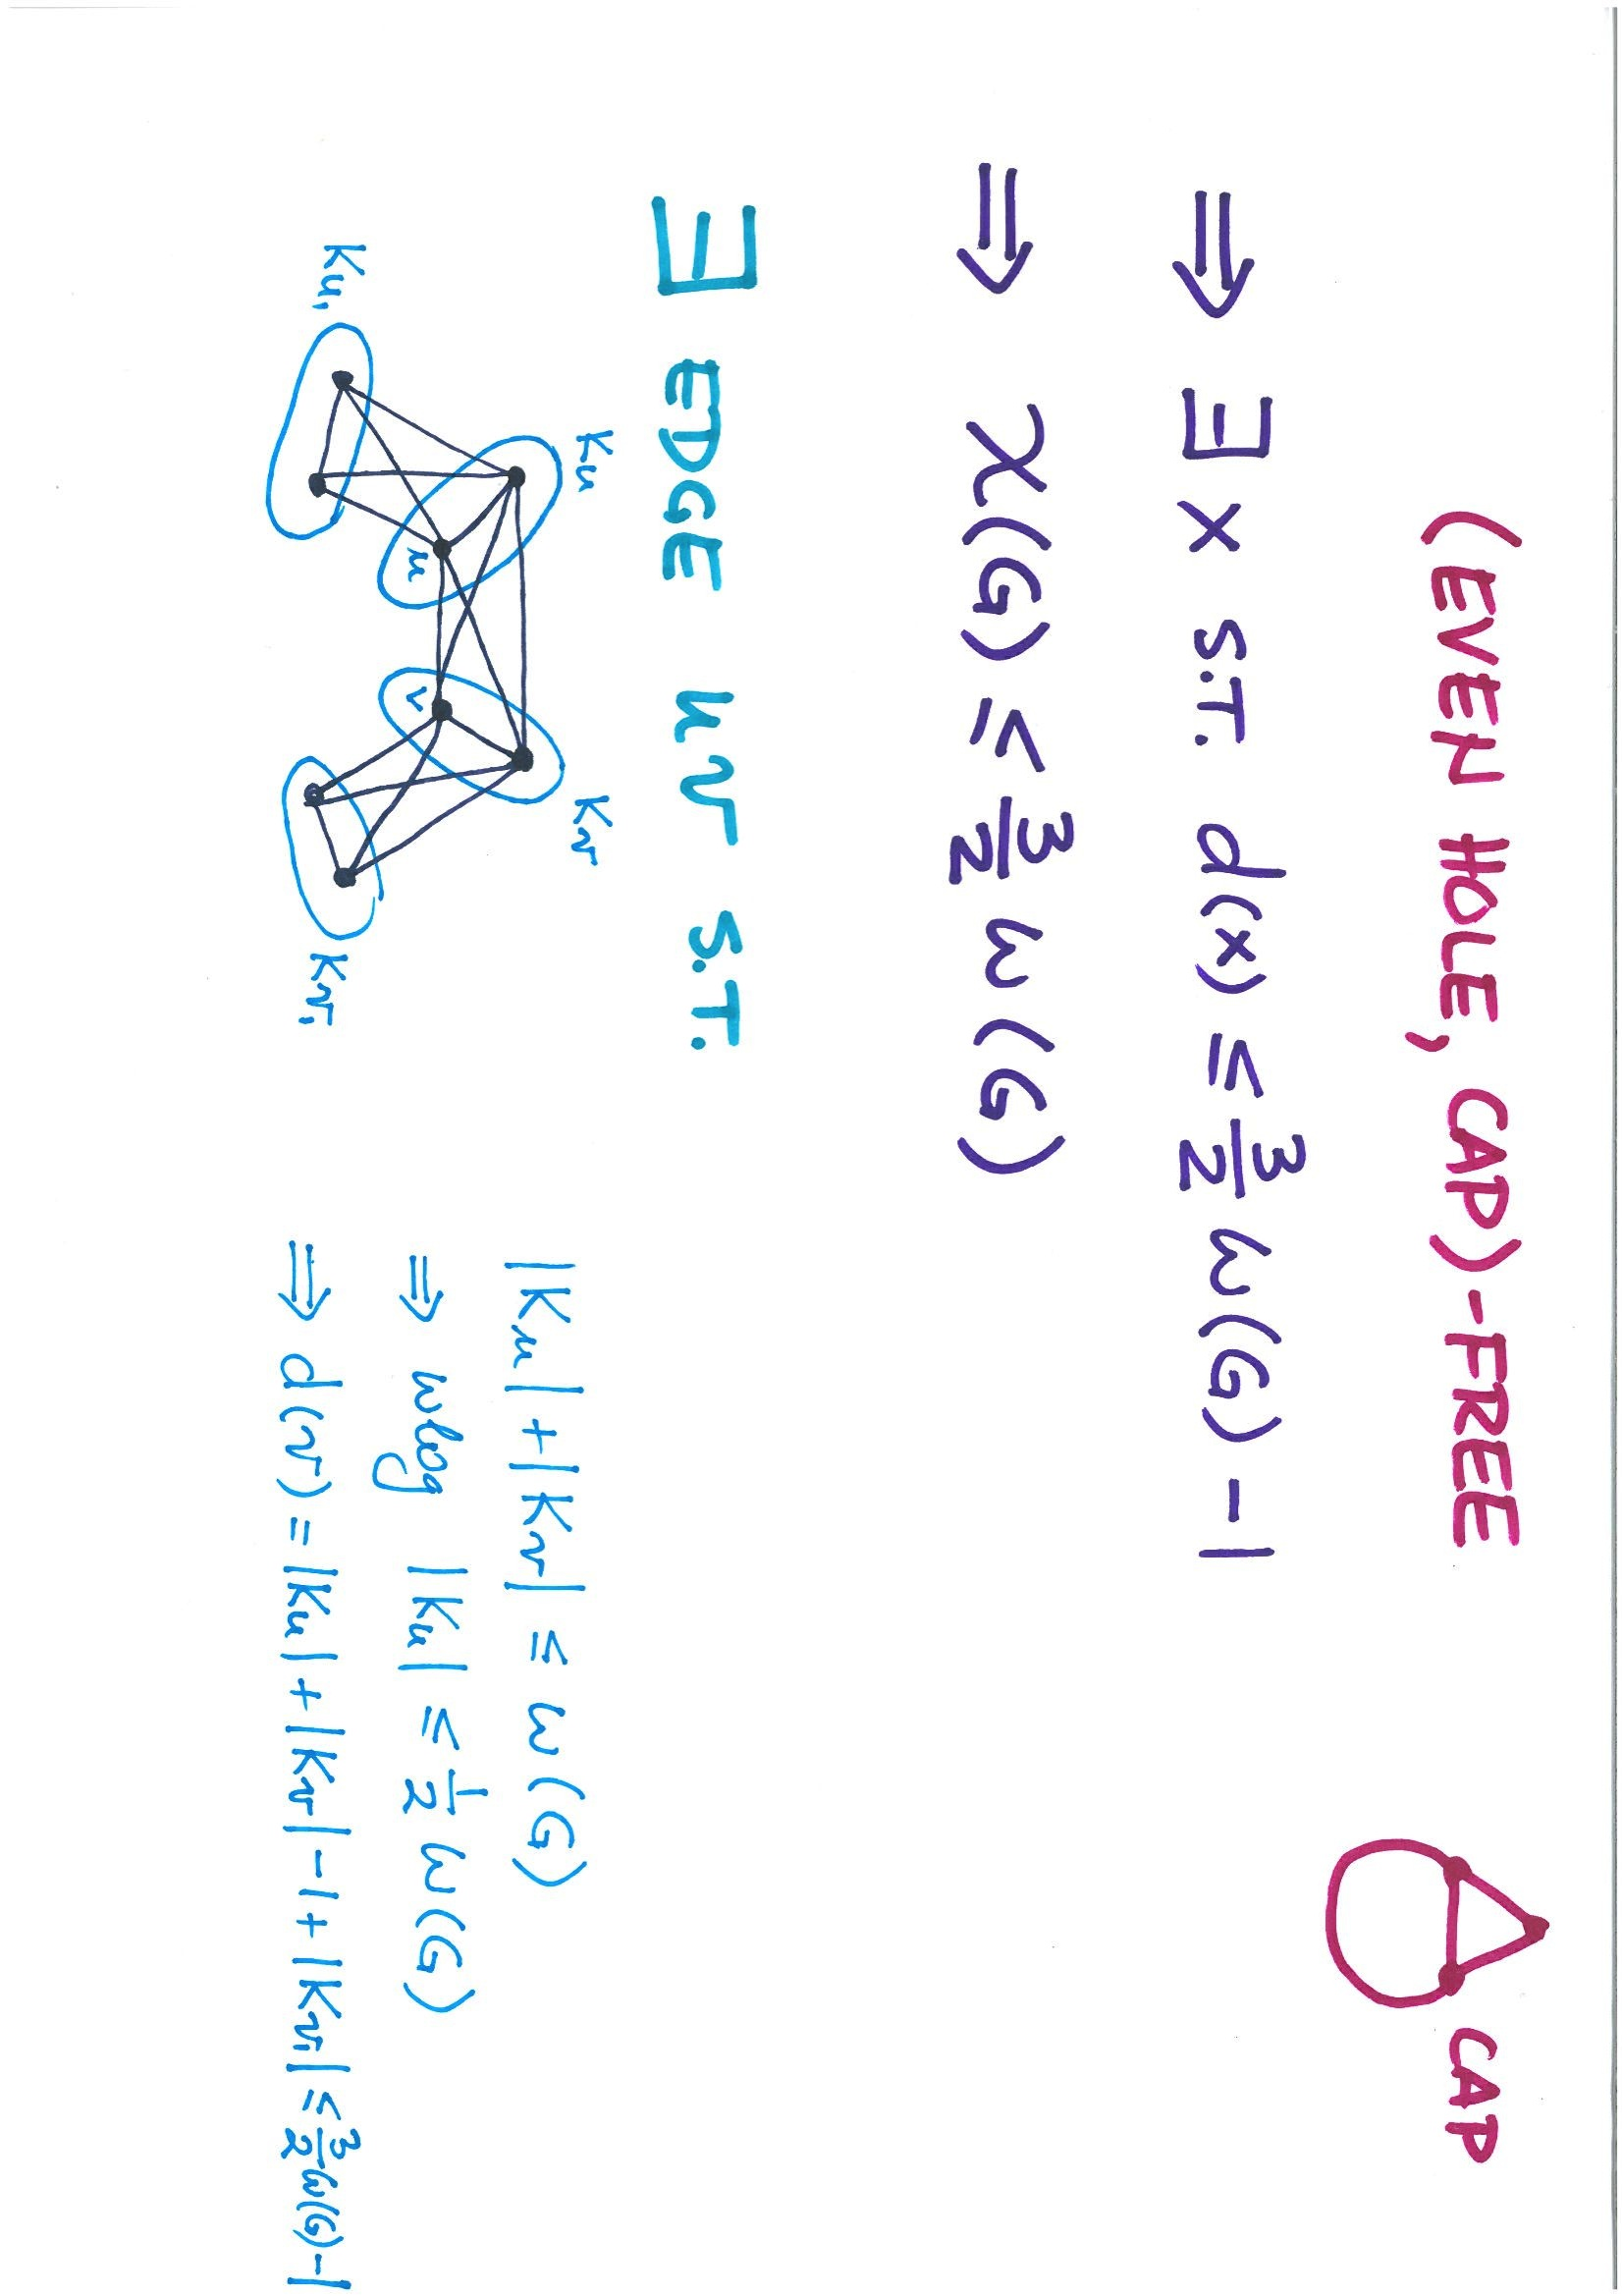 (EVEN HOLE, CAP)-FREE
CAP
⇒ ∃ x S.T. d(x) ≤ 3/2 ω(G) - 1
⇒ χ(G) ≤ 3/2 ω(G)
∃ EDGE uv S.T.
Ku
Kv
u
v
Ku₁
Kv₁
|Ku| + |Kv| ≤ ω(G)
⇒ wlog |Ku| ≤ 1/2 ω(G)
⇒ d(v) = |Ku| + |Kv| - 1 + |Kv₁| ≤ 3/2 ω(G) - 1